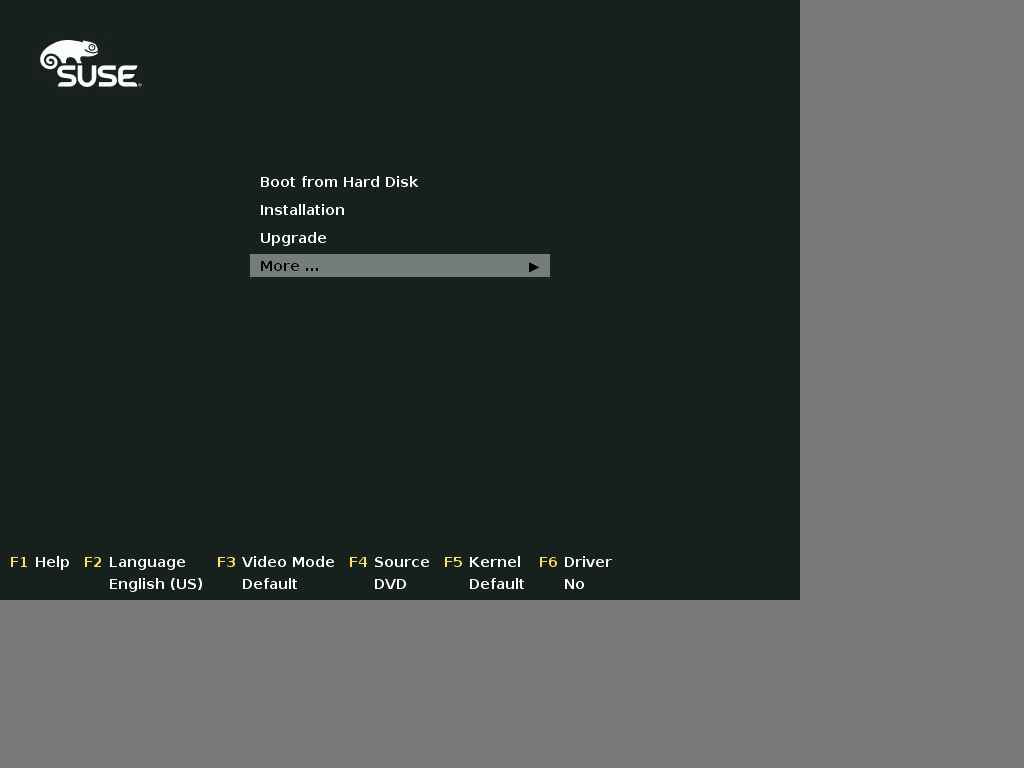 SUSE
Boot from Hard Disk
Installation
Upgrade
More ...
F1 Help F2 Language F3 Video Mode F4 Source F5 Kernel F6 Driver
English (US) Default DVD Default No